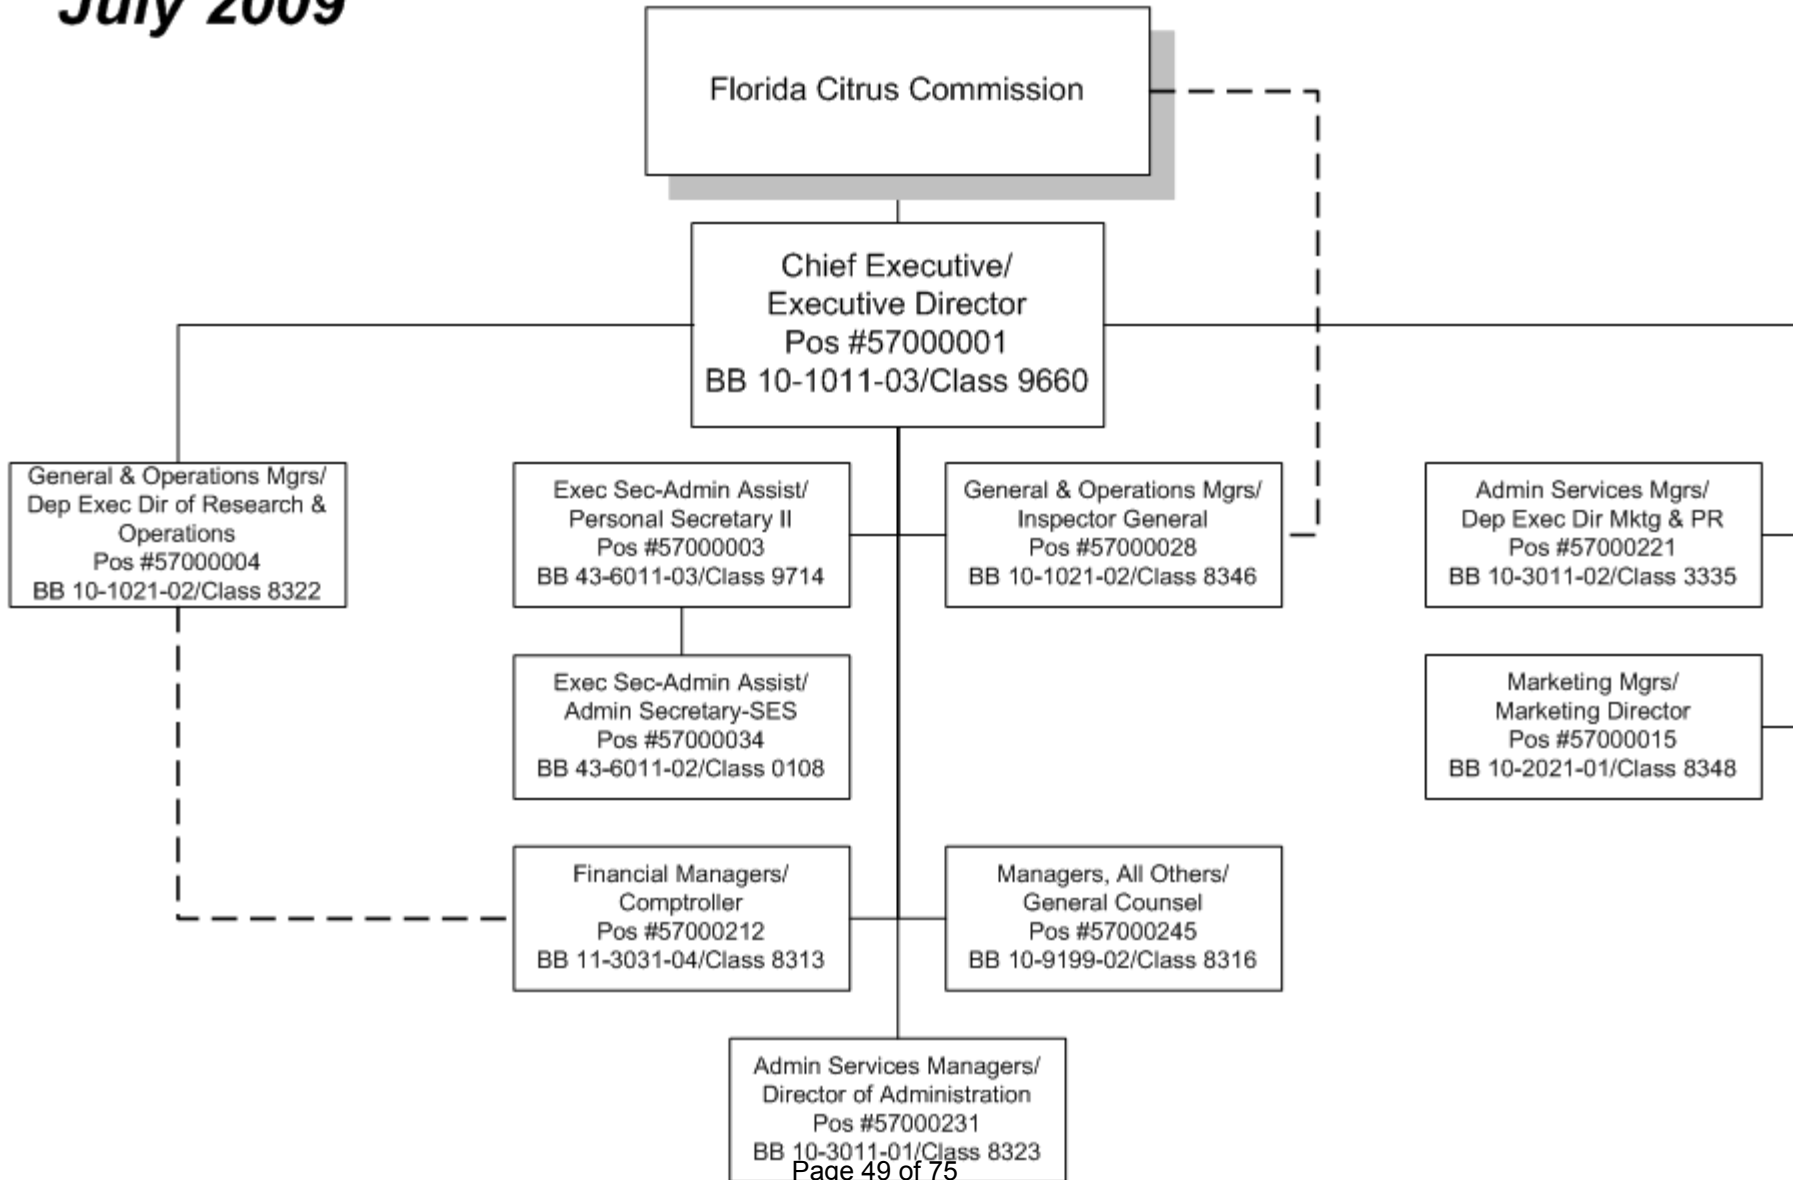 July 2009
Florida Citrus Commission
Chief Executive/
Executive Director
Pos #57000001
BB 10-1011-03/Class 9660
General & Operations Mgrs/
Dep Exec Dir of Research &
Operations
Pos #57000004
BB 10-1021-02/Class 8322
Exec Sec-Admin Assist/
Personal Secretary II
Pos #57000003
BB 43-6011-03/Class 9714
General & Operations Mgrs/
Inspector General
Pos #57000028
BB 10-1021-02/Class 8346
Admin Services Mgrs/
Dep Exec Dir Mktg & PR
Pos #57000221
BB 10-3011-02/Class 3335
Exec Sec-Admin Assist/
Admin Secretary-SES
Pos #57000034
BB 43-6011-02/Class 0108
Marketing Mgrs/
Marketing Director
Pos #57000015
BB 10-2021-01/Class 8348
Financial Managers/
Comptroller
Pos #57000212
BB 11-3031-04/Class 8313
Managers, All Others/
General Counsel
Pos #57000245
BB 10-9199-02/Class 8316
Admin Services Managers/
Director of Administration
Pos #57000231
BB 10-3011-01/Class 8323
Page 49 of 75